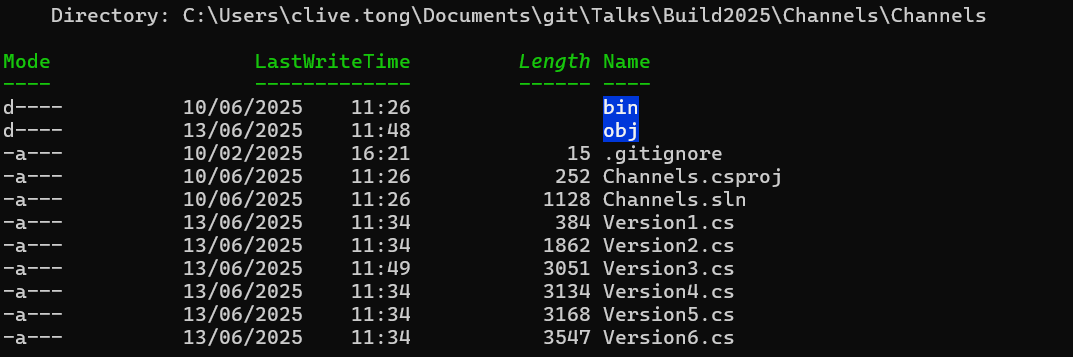 Directory: C:\Users\clive.tong\Documents\git\Talks\Build2025\Channels\Channels
Mode LastWriteTime Length Name
---- ------------- ------ ----
d---- 10/06/2025 11:26 bin
d---- 13/06/2025 11:48 obj
-a--- 10/02/2025 16:21 15 .gitignore
-a--- 10/06/2025 11:26 252 Channels.csproj
-a--- 10/06/2025 11:26 1128 Channels.sln
-a--- 13/06/2025 11:34 384 Version1.cs
-a--- 13/06/2025 11:34 1862 Version2.cs
-a--- 13/06/2025 11:49 3051 Version3.cs
-a--- 13/06/2025 11:34 3134 Version4.cs
-a--- 13/06/2025 11:34 3168 Version5.cs
-a--- 13/06/2025 11:34 3547 Version6.cs